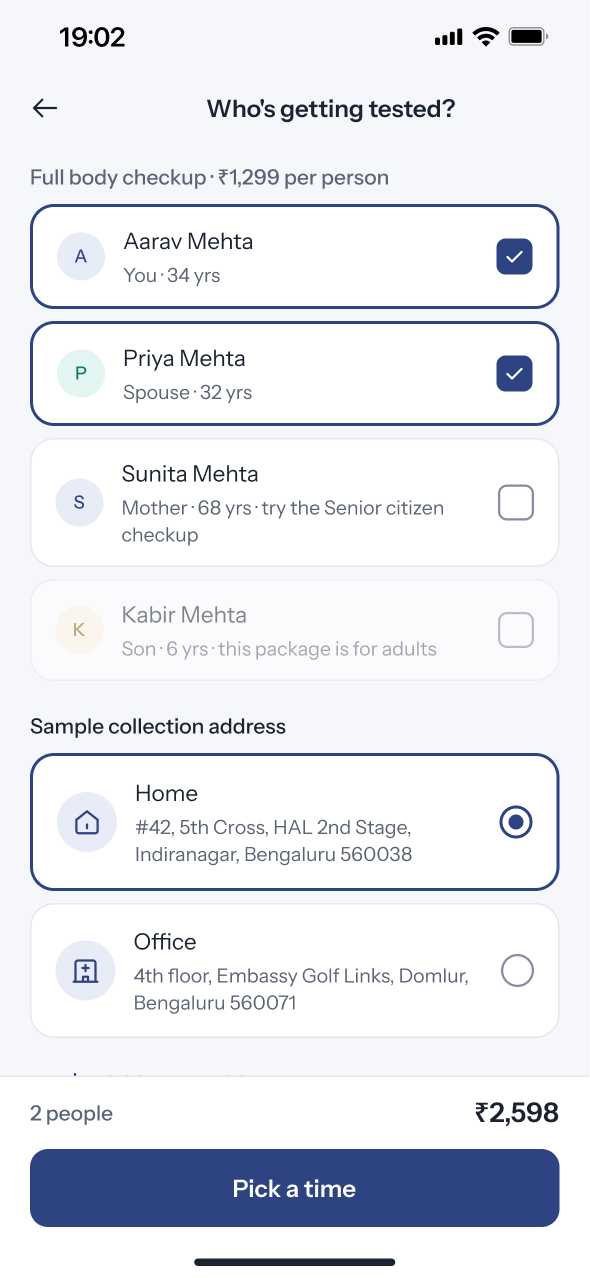 19:02
Who's getting tested?
Full body checkup · ₹1,299 per person
A
Aarav Mehta
You · 34 yrs
P
Priya Mehta
Spouse · 32 yrs
S
Sunita Mehta
Mother · 68 yrs · try the Senior citizen
checkup
K
Kabir Mehta
Son · 6 yrs · this package is for adults
Sample collection address
Home
#42, 5th Cross, HAL 2nd Stage,
Indiranagar, Bengaluru 560038
Office
4th floor, Embassy Golf Links, Domlur,
Bengaluru 560071
2 people
₹2,598
Pick a time